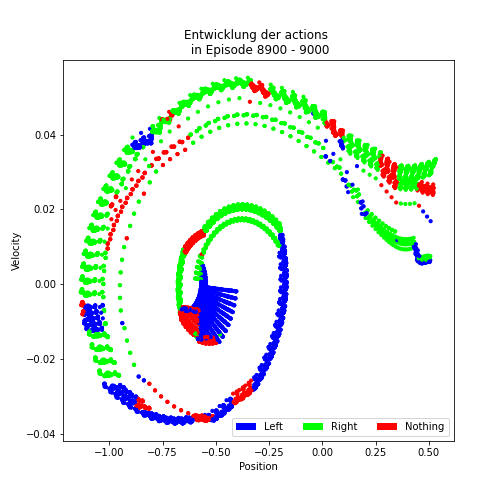 Entwicklung der actions
in Episode 8900 - 9000
Velocity
0.04
0.02
0.00
−0.02
−0.04
Left Right Nothing
−1.00 −0.75 −0.50 −0.25 0.00 0.25 0.50
Position